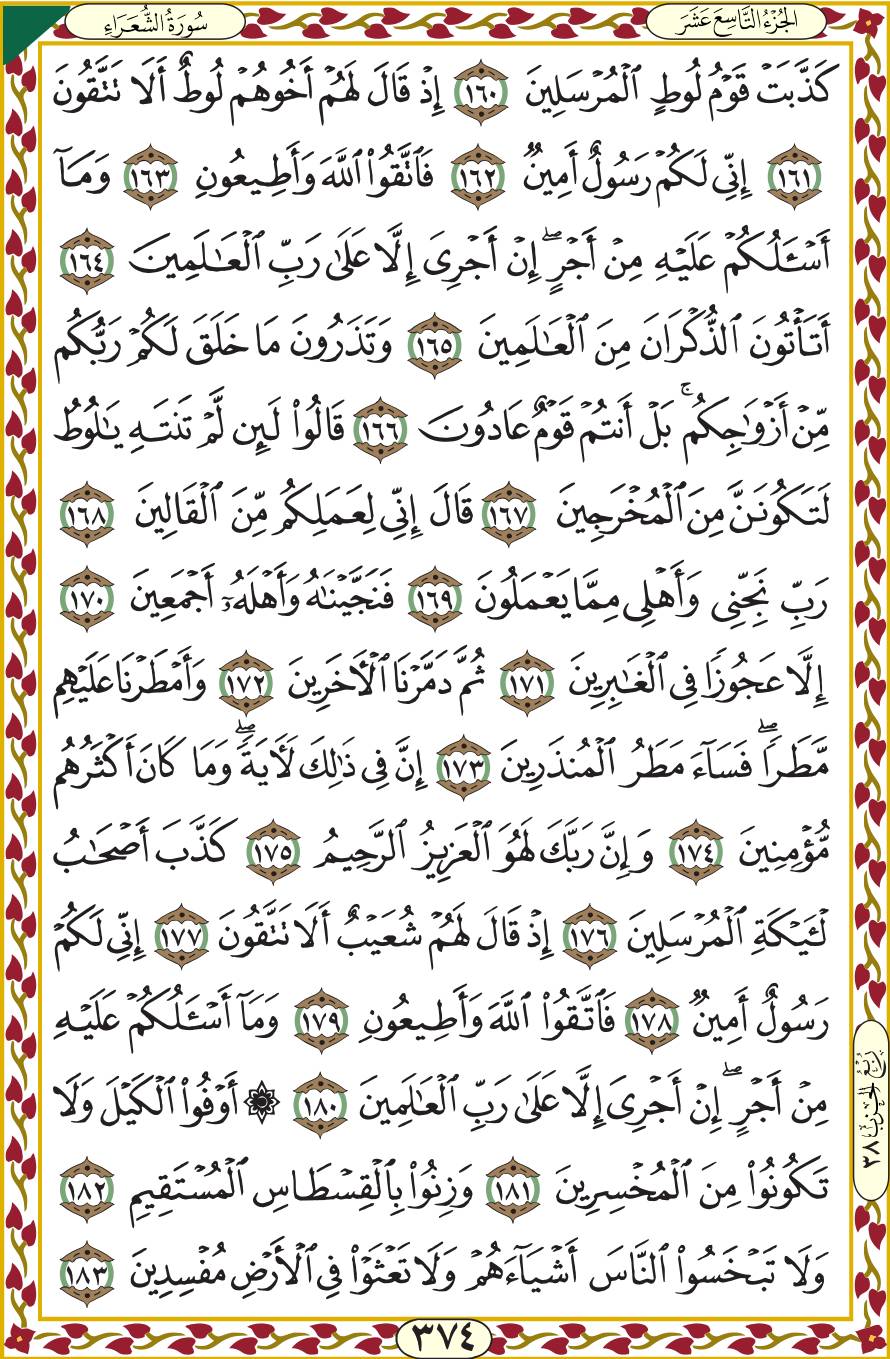 الجُزْءُ التَّاسِعَ عَشَرَ
سُورَةُ الشُّعَرَاءِ
كَذَّبَتْ قَوْمُ لُوطٍ ٱلْمُرْسَلِينَ ١٦٠ إِذْ قَالَ لَهُمْ أَخُوهُمْ لُوطٌ أَلَا تَتَّقُونَ
١٦١ إِنِّى لَكُمْ رَسُولٌ أَمِينٌ ١٦٢ فَٱتَّقُوا۟ ٱللَّهَ وَأَطِيعُونِ ١٦٣ وَمَآ
أَسْـَٔلُكُمْ عَلَيْهِ مِنْ أَجْرٍ ۖ إِنْ أَجْرِىَ إِلَّا عَلَىٰ رَبِّ ٱلْعَـٰلَمِينَ ١٦٤
أَتَأْتُونَ ٱلذُّكْرَانَ مِنَ ٱلْعَـٰلَمِينَ ١٦٥ وَتَذَرُونَ مَا خَلَقَ لَكُمْ رَبُّكُم
مِّنْ أَزْوَٰجِكُم ۚ بَلْ أَنتُمْ قَوْمٌ عَادُونَ ١٦٦ قَالُوا۟ لَئِن لَّمْ تَنتَهِ يَـٰلُوطُ
لَتَكُونَنَّ مِنَ ٱلْمُخْرَجِينَ ١٦٧ قَالَ إِنِّى لِعَمَلِكُم مِّنَ ٱلْقَالِينَ ١٦٨
رَبِّ نَجِّنِى وَأَهْلِى مِمَّا يَعْمَلُونَ ١٦٩ فَنَجَّيْنَـٰهُ وَأَهْلَهُۥٓ أَجْمَعِينَ ١٧٠
إِلَّا عَجُوزًا فِى ٱلْغَـٰبِرِينَ ١٧١ ثُمَّ دَمَّرْنَا ٱلْـَٔاخَرِينَ ١٧٢ وَأَمْطَرْنَا عَلَيْهِم
مَّطَرًا ۖ فَسَآءَ مَطَرُ ٱلْمُنذَرِينَ ١٧٣ إِنَّ فِى ذَٰلِكَ لَـَٔايَةً ۖ وَمَا كَانَ أَكْثَرُهُم
مُّؤْمِنِينَ ١٧٤ وَإِنَّ رَبَّكَ لَهُوَ ٱلْعَزِيزُ ٱلرَّحِيمُ ١٧٥ كَذَّبَ أَصْحَـٰبُ
لْـَٔيْكَةِ ٱلْمُرْسَلِينَ ١٧٦ إِذْ قَالَ لَهُمْ شُعَيْبٌ أَلَا تَتَّقُونَ ١٧٧ إِنِّى لَكُمْ
رَسُولٌ أَمِينٌ ١٧٨ فَٱتَّقُوا۟ ٱللَّهَ وَأَطِيعُونِ ١٧٩ وَمَآ أَسْـَٔلُكُمْ عَلَيْهِ
مِنْ أَجْرٍ ۖ إِنْ أَجْرِىَ إِلَّا عَلَىٰ رَبِّ ٱلْعَـٰلَمِينَ ١٨٠ ۞ أَوْفُوا۟ ٱلْكَيْلَ وَلَا
تَكُونُوا۟ مِنَ ٱلْمُخْسِرِينَ ١٨١ وَزِنُوا۟ بِٱلْقِسْطَاسِ ٱلْمُسْتَقِيمِ ١٨٢
وَلَا تَبْخَسُوا۟ ٱلنَّاسَ أَشْيَآءَهُمْ وَلَا تَعْثَوْا۟ فِى ٱلْأَرْضِ مُفْسِدِينَ ١٨٣
رُبْعُ الحِزْب ٣٨
٣٧٤